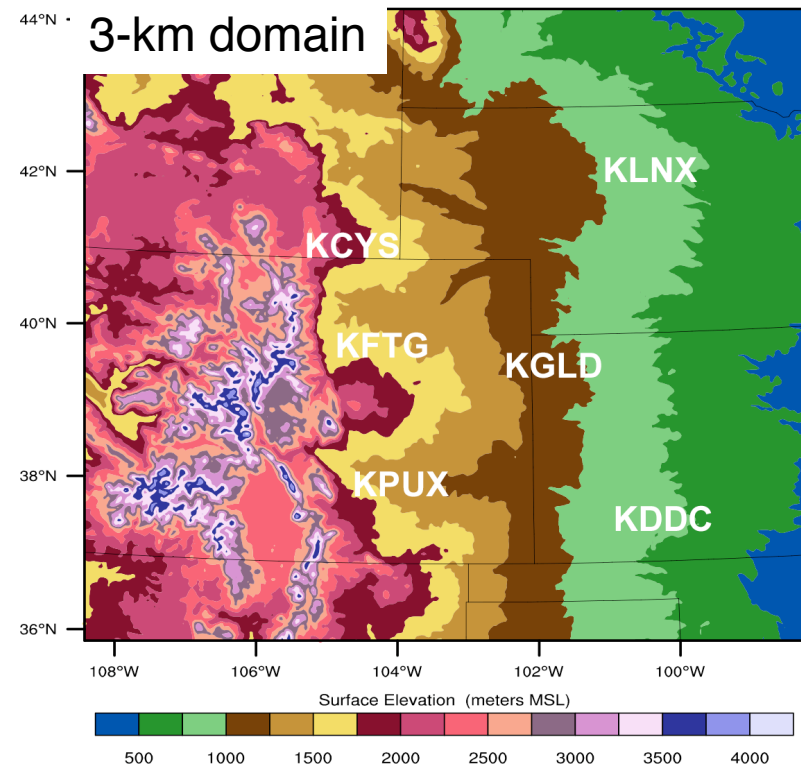 3-km domain
44°N
42°N
40°N
38°N
36°N
KLNX
KCYS
KFTG
KGLD
KPUX
KDDC
108°W 106°W 104°W 102°W 100°W
Surface Elevation (meters MSL)
500 1000 1500 2000 2500 3000 3500 4000